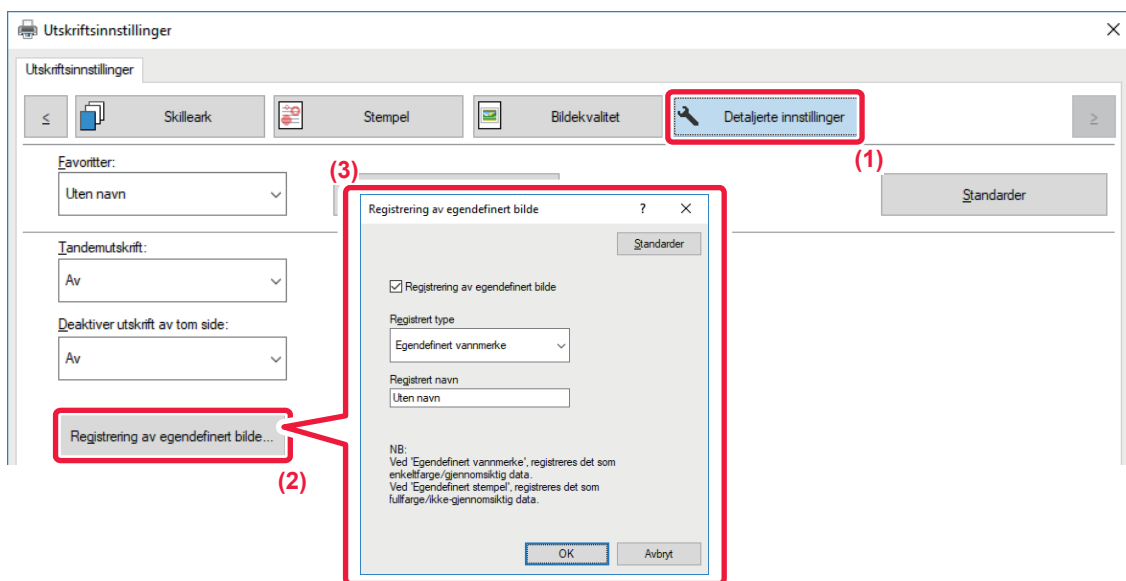 Utskriftsinnstillinger
Utskriftsinnstillinger
<
Skilleark
Stempel
Bildekvalitet
Detaljerte innstillinger
>
(1)
Favoritter:
Uten navn
Standarder
Tandemutskrift:
Av
Deaktiver utskrift av tom side:
Av
Registrering av egendefinert bilde...
(2)
(3)
Registrering av egendefinert bilde
?
Standarder
Registrering av egendefinert bilde
Registrert type
Egendefinert vannmerke
Registrert navn
Uten navn
NB:
Ved 'Egendefinert vannmerke', registreres det som
enkeltfarge/gjennomsiktig data.
Ved 'Egendefinert stempel', registreres det som
fullfarge/ikke-gjennomsiktig data.
OK
Avbryt